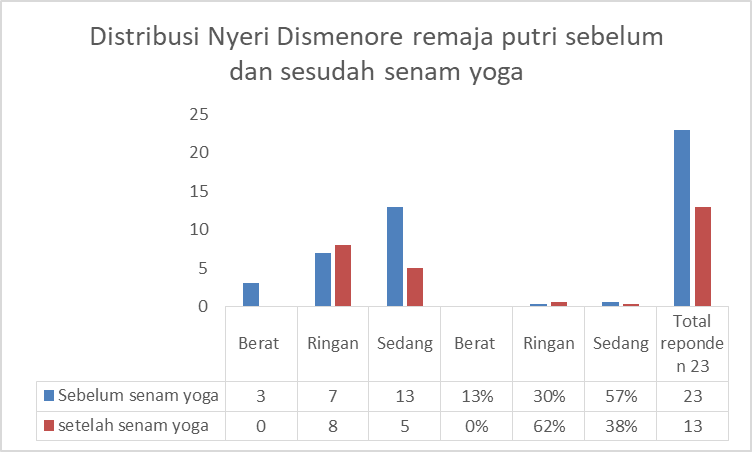 Distribusi Nyeri Dismenore remaja putri sebelum
dan sesudah senam yoga
25
20
15
10
5
0
Berat Ringan Sedang Berat Ringan Sedang Total
reponde
n 23
Sebelum senam yoga 3 7 13 13% 30% 57% 23
setelah senam yoga 0 8 5 0% 62% 38% 13